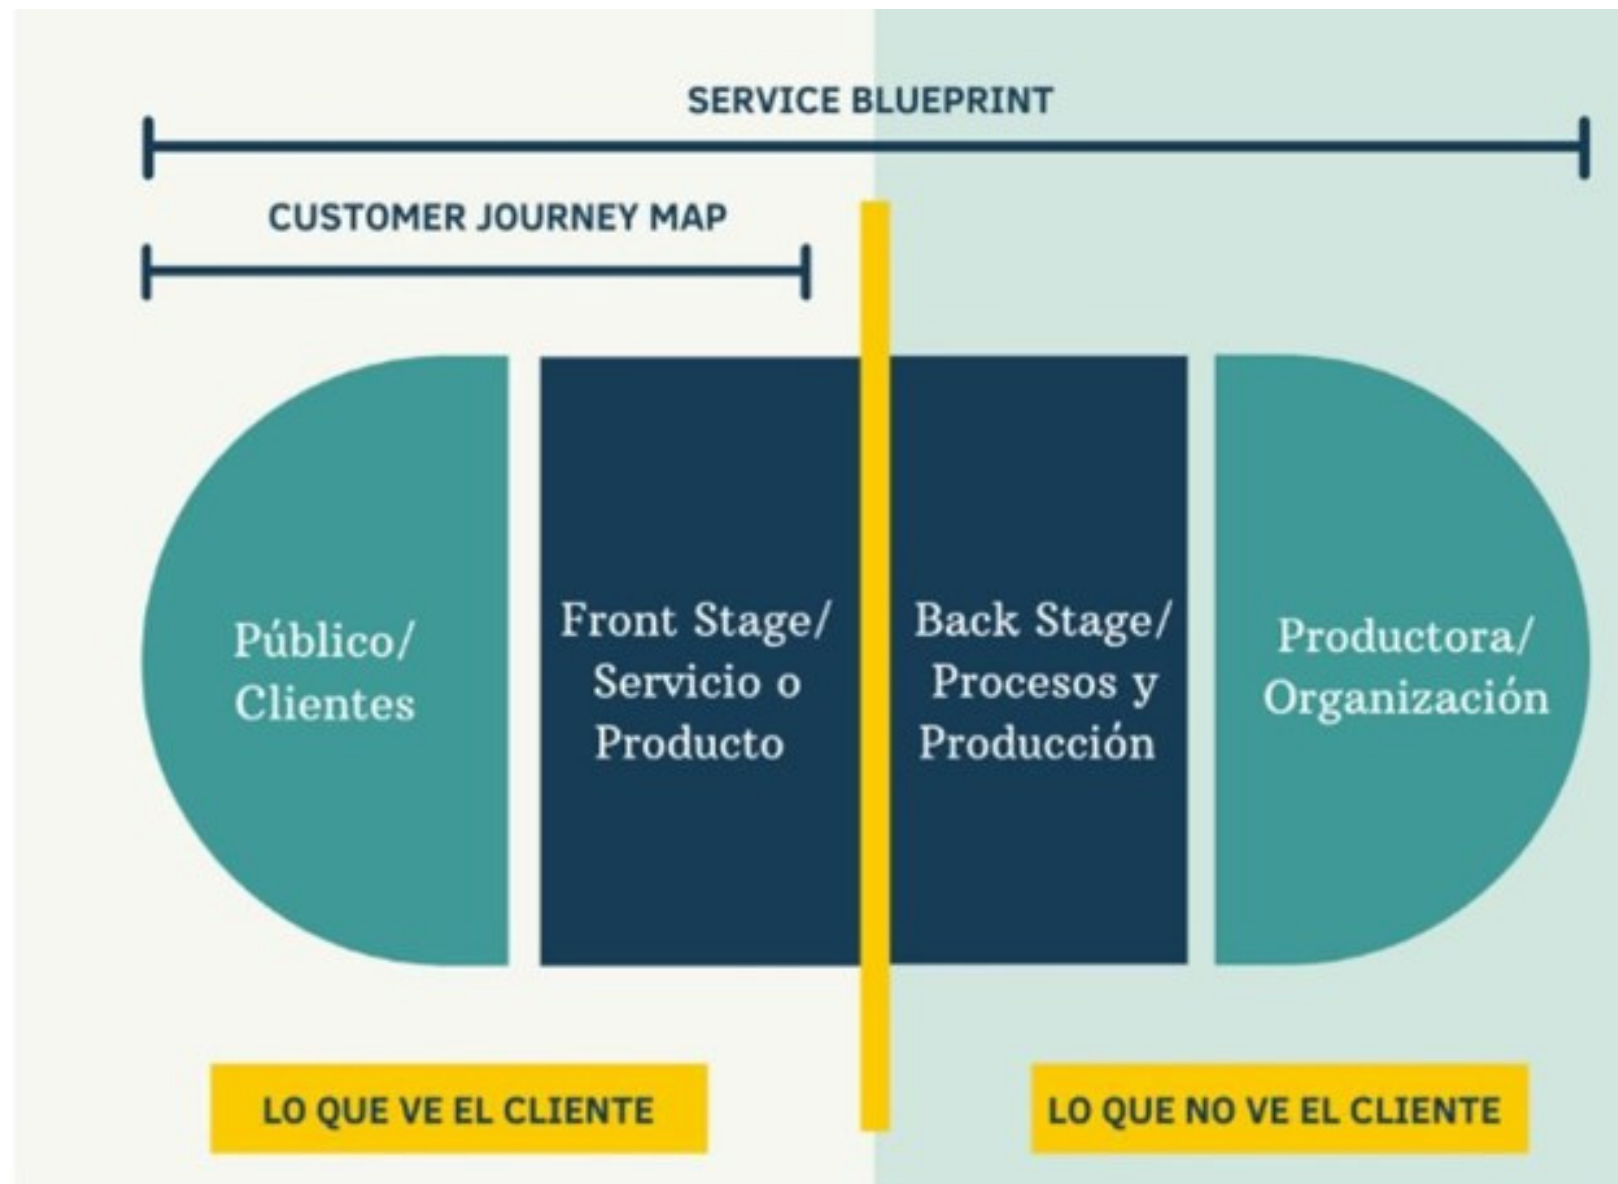 SERVICE BLUEPRINT
CUSTOMER JOURNEY MAP
Público/
Clientes
Front Stage/
Servicio o
Producto
Back Stage/
Procesos y
Producción
Productora/
Organización
LO QUE VE EL CLIENTE
LO QUE NO VE EL CLIENTE